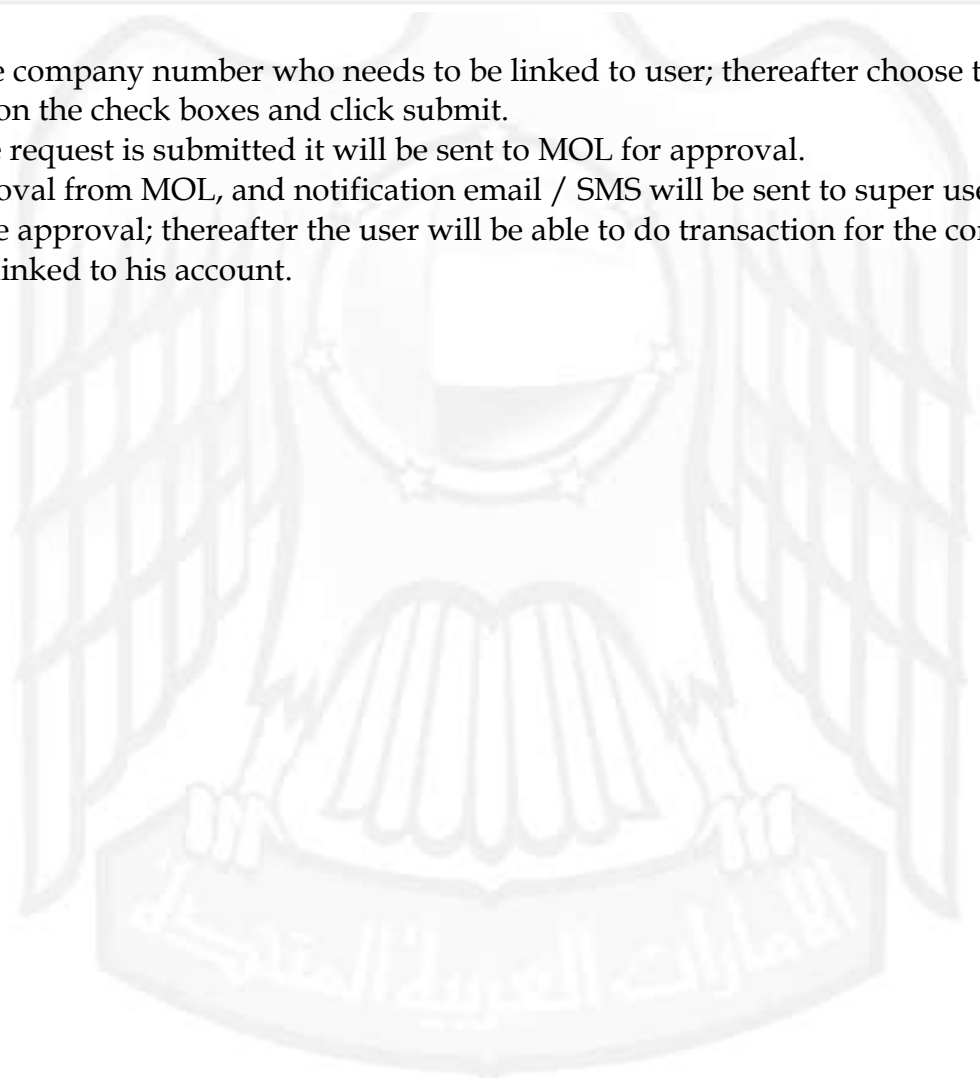 e company number who needs to be linked to user; thereafter choose t
on the check boxes and click submit.
e request is submitted it will be sent to MOL for approval.
oval from MOL, and notification email / SMS will be sent to super use
e approval; thereafter the user will be able to do transaction for the co
linked to his account.
الإمارات العربية المتحدة